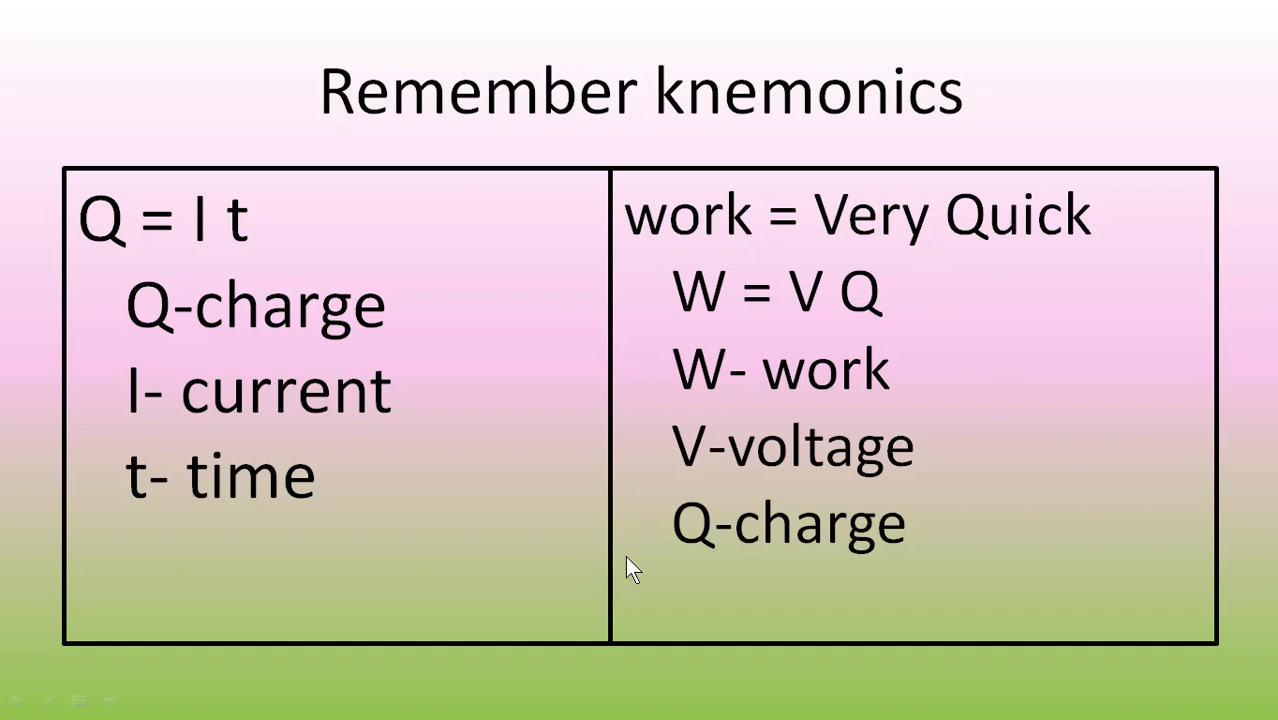 Remember knemonics
Q = I t
Q-charge
I- current
t- time
work = Very Quick
W = V Q
W- work
V-voltage
Q-charge